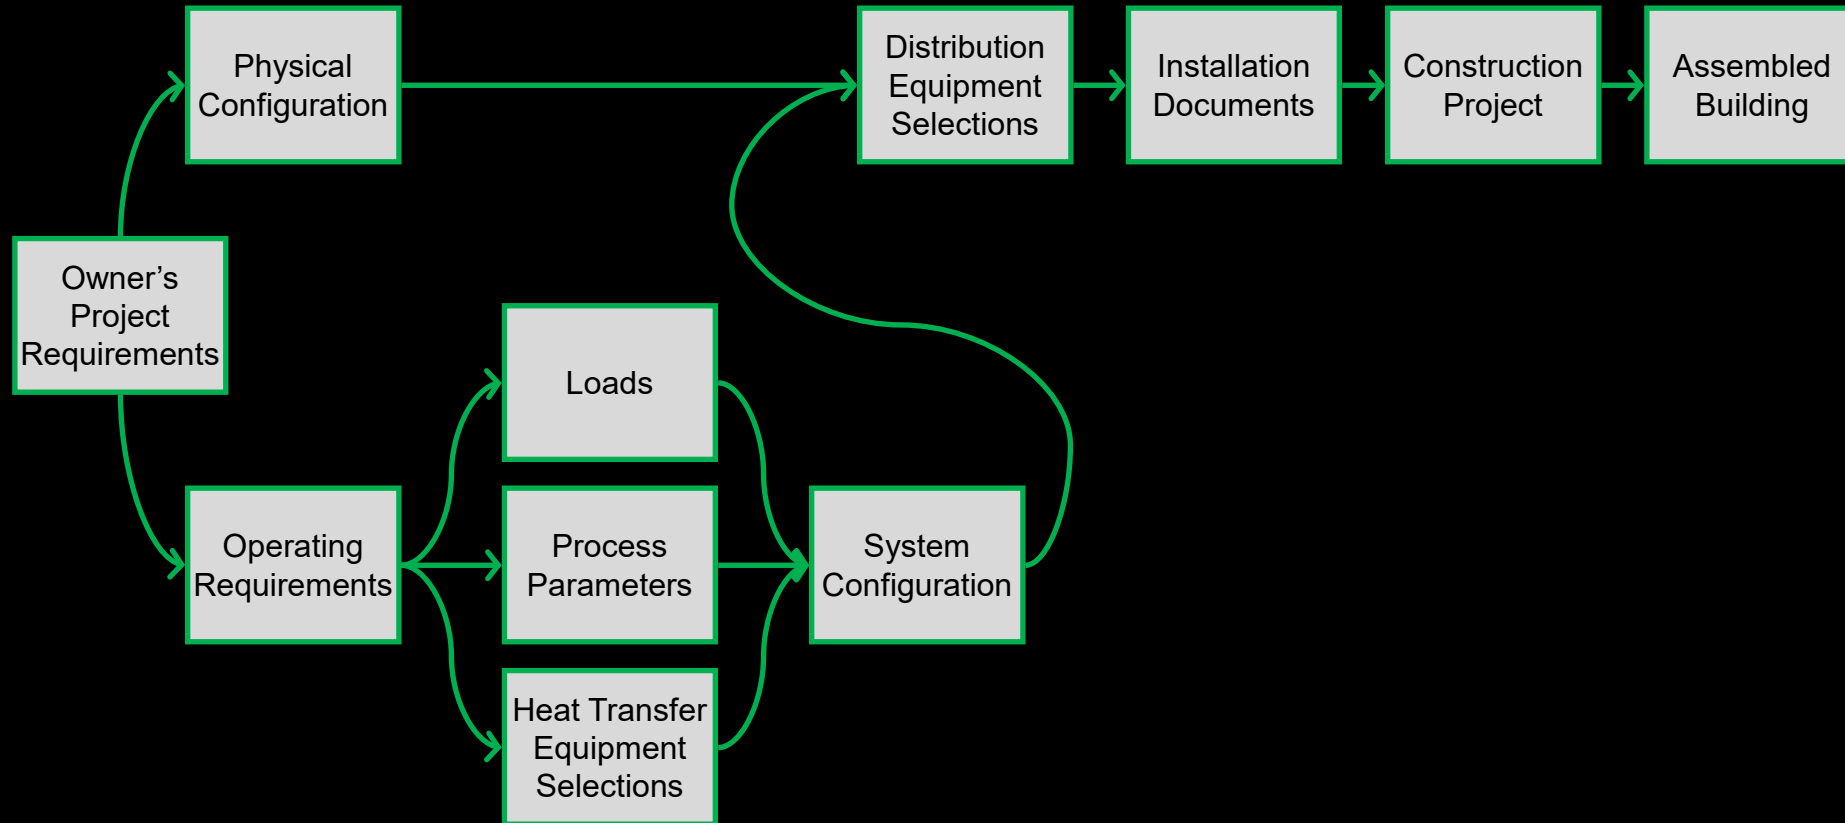 Physical
Configuration
Distribution
Equipment
Selections
Installation
Documents
Construction
Project
Assembled
Building
Owner’s
Project
Requirements
Loads
Operating
Requirements
Process
Parameters
System
Configuration
Heat Transfer
Equipment
Selections